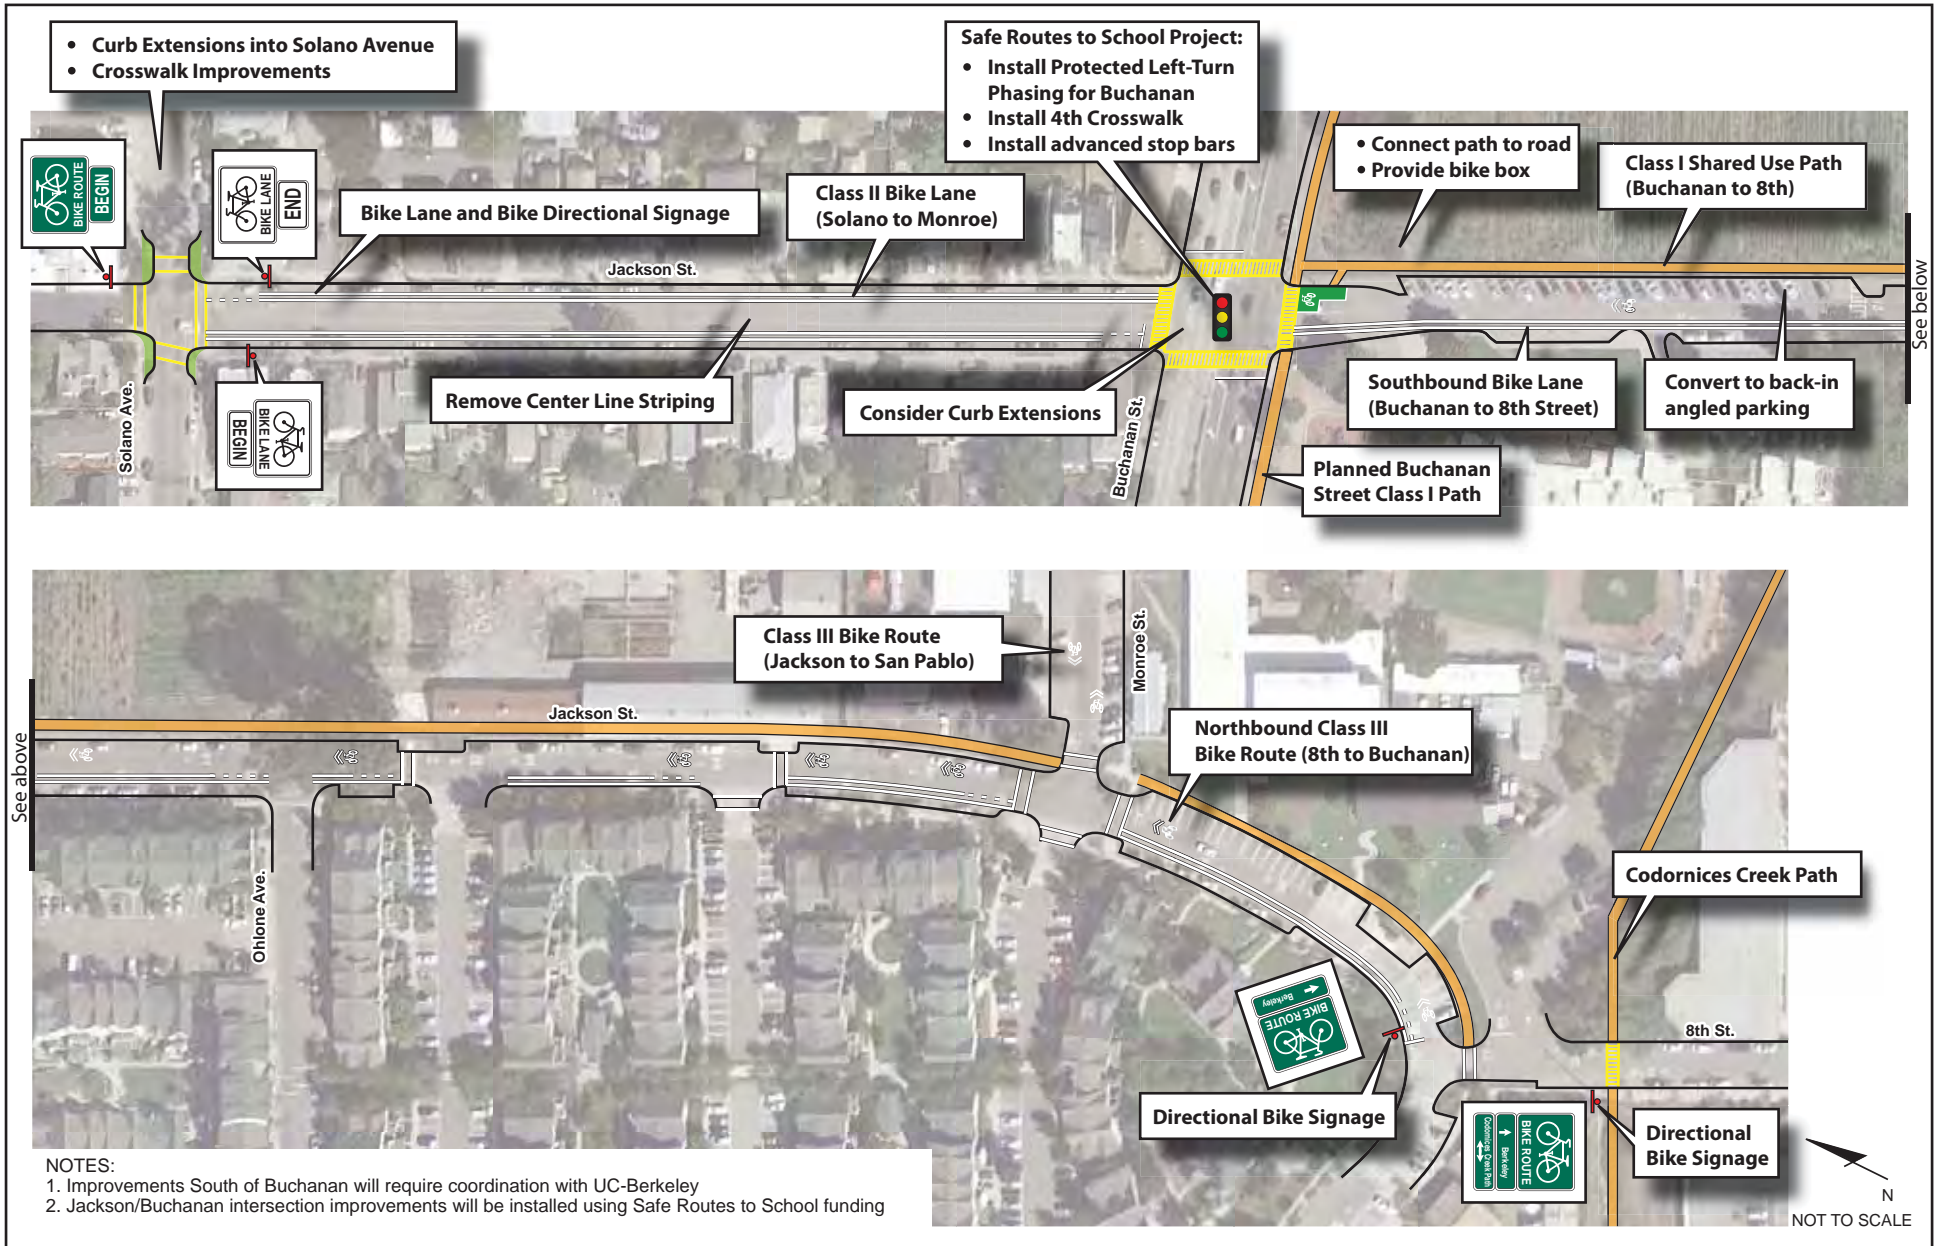 • Curb Extensions into Solano Avenue
• Crosswalk Improvements
Safe Routes to School Project:
• Install Protected Left-Turn
Phasing for Buchanan
• Install 4th Crosswalk
• Install advanced stop bars
• Connect path to road
• Provide bike box
Class I Shared Use Path
(Buchanan to 8th)
BIKE ROUTE
BEGIN
BIKE LANE
END
Bike Lane and Bike Directional Signage
Class II Bike Lane
(Solano to Monroe)
Jackson St.
See below
Remove Center Line Striping
Consider Curb Extensions
Southbound Bike Lane
(Buchanan to 8th Street)
Convert to back-in
angled parking
Solano Ave.
BIKE LANE
BEGIN
Buchanan St.
Planned Buchanan
Street Class I Path
Class III Bike Route
(Jackson to San Pablo)
Monroe St.
Jackson St.
Northbound Class III
Bike Route (8th to Buchanan)
See above
Ohlone Ave.
Codornices Creek Path
8th St.
BIKE ROUTE
Berkeley
Directional Bike Signage
BIKE ROUTE
Berkeley
Codornices Creek Path
Directional
Bike Signage
N
NOT TO SCALE
NOTES:
1. Improvements South of Buchanan will require coordination with UC-Berkeley
2. Jackson/Buchanan intersection improvements will be installed using Safe Routes to School funding